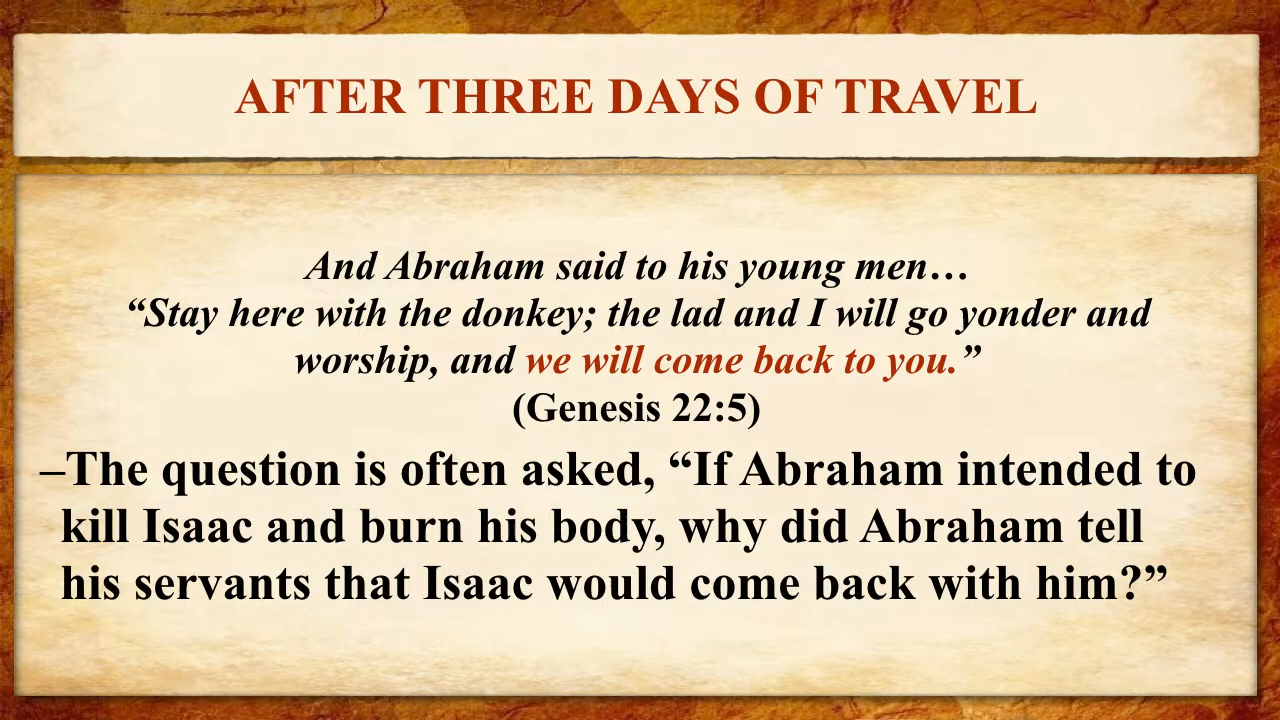 AFTER THREE DAYS OF TRAVEL
And Abraham said to his young men…
“Stay here with the donkey; the lad and I will go yonder and
worship, and we will come back to you.”
(Genesis 22:5)
–The question is often asked, “If Abraham intended to
kill Isaac and burn his body, why did Abraham tell
his servants that Isaac would come back with him?”